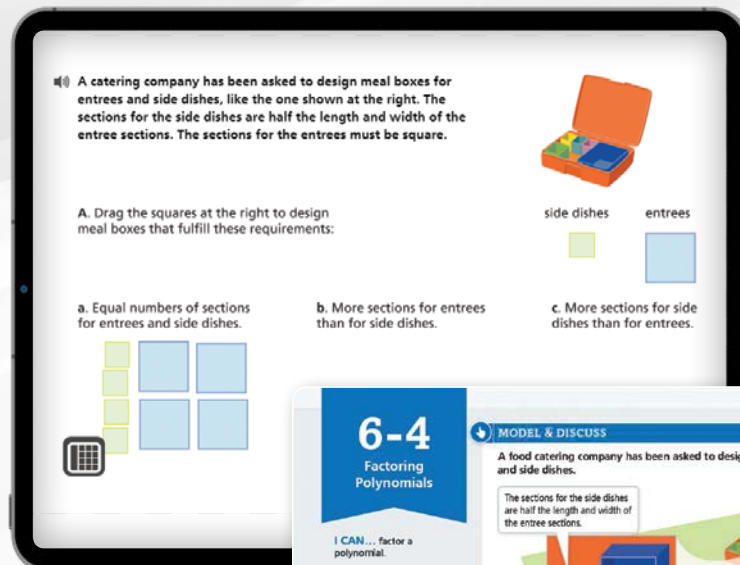 A catering company has been asked to design meal boxes for
entrees and side dishes, like the one shown at the right. The
sections for the side dishes are half the length and width of the
entree sections. The sections for the entrees must be square.
A. Drag the squares at the right to design
meal boxes that fulfill these requirements:
side dishes
entrees
a. Equal numbers of sections
for entrees and side dishes.
b. More sections for entrees
than for side dishes.
c. More sections for side
dishes than for entrees.
6-4
Factoring
Polynomials
I CAN... factor a
polynomial.
MODEL & DISCUSS
A food catering company has been asked to
and side dishes.
The sections for the side dishes
are half the length and width of
the entree sections.